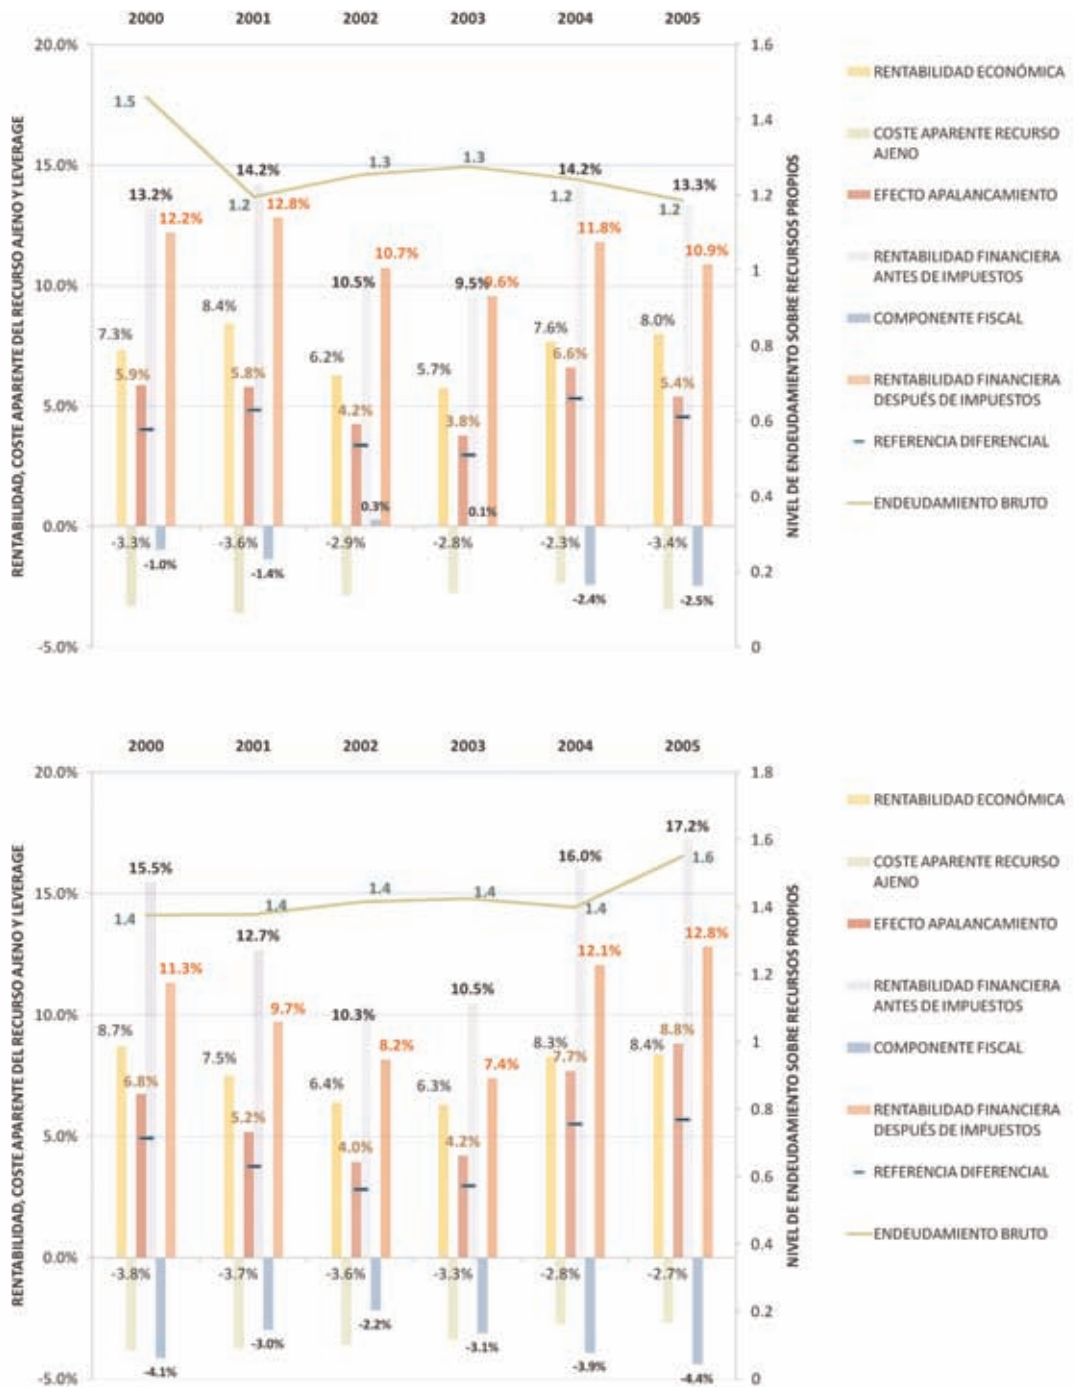 2000 2001 2002 2003 2004 2005
20.0% 1.6
RENTABILIDAD ECONÓMICA
1.5
1.4
COSTE APARENTE RECURSO
AJENO
15.0% 14.2% 1.3 1.3 14.2%
13.2% 1.2 12.8% 1.2 13.3% 1.2
EFECTO APALANCAMIENTO
12.2% 11.8% 1.2
10.7% 10.9%
RENTABILIDAD FINANCIERA
ANTES DE IMPUESTOS
1
10.0% 10.5% 9.5% 9.6%
8.4%
COMPONENTE FISCAL
7.3% 7.6% 8.0%
0.8
6.2% 6.6%
5.9% 5.8% 5.7% 5.4%
RENTABILIDAD FINANCIERA
DESPUÉS DE IMPUESTOS
5.0% 4.2% 3.8% 0.6
REFERENCIA DIFERENCIAL
0.4
ENDEUDAMIENTO BRUTO
0.3% 0.1%
0.0%
-3.3% -3.6% -2.9% -2.8% -2.3% -3.4%
-1.0% -1.4% 0.2
-2.4% -2.5%
-5.0% 0
RENTABILIDAD, COSTE APARENTE DEL RECURSO AJENO Y LEVERAGE
NIVEL DE ENDEUDAMIENTO SOBRE RECURSOS PROPIOS
2000 2001 2002 2003 2004 2005
20.0% 1.8
RENTABILIDAD ECONÓMICA
17.2%
1.6
15.5% 16.0% 1.6
COSTE APARENTE RECURSO
AJENO
15.0% 1.4 1.4
1.4 1.4 1.4 1.4
EFECTO APALANCAMIENTO
12.7% 12.8%
12.1%
11.3% 1.2
RENTABILIDAD FINANCIERA
ANTES DE IMPUESTOS
10.3% 10.5%
10.0% 9.7%
8.7% 8.3% 8.8%
1
COMPONENTE FISCAL
8.2% 8.4%
7.5% 7.4% 7.7%
6.8% 6.4% 6.3%
0.8
RENTABILIDAD FINANCIERA
DESPUÉS DE IMPUESTOS
5.0% 5.2% 4.0% 4.2%
0.6
REFERENCIA DIFERENCIAL
ENDEUDAMIENTO BRUTO
0.0% 0.4
-3.8% -3.7% -3.6% -3.3% -2.8% -2.7%
0.2
-2.2%
-3.0% -3.1%
-4.1% -3.9% -4.4%
-5.0% 0
RENTABILIDAD, COSTE APARENTE DEL RECURSO AJENO Y LEVERAGE
NIVEL DE ENDEUDAMIENTO SOBRE RECURSOS PROPIOS